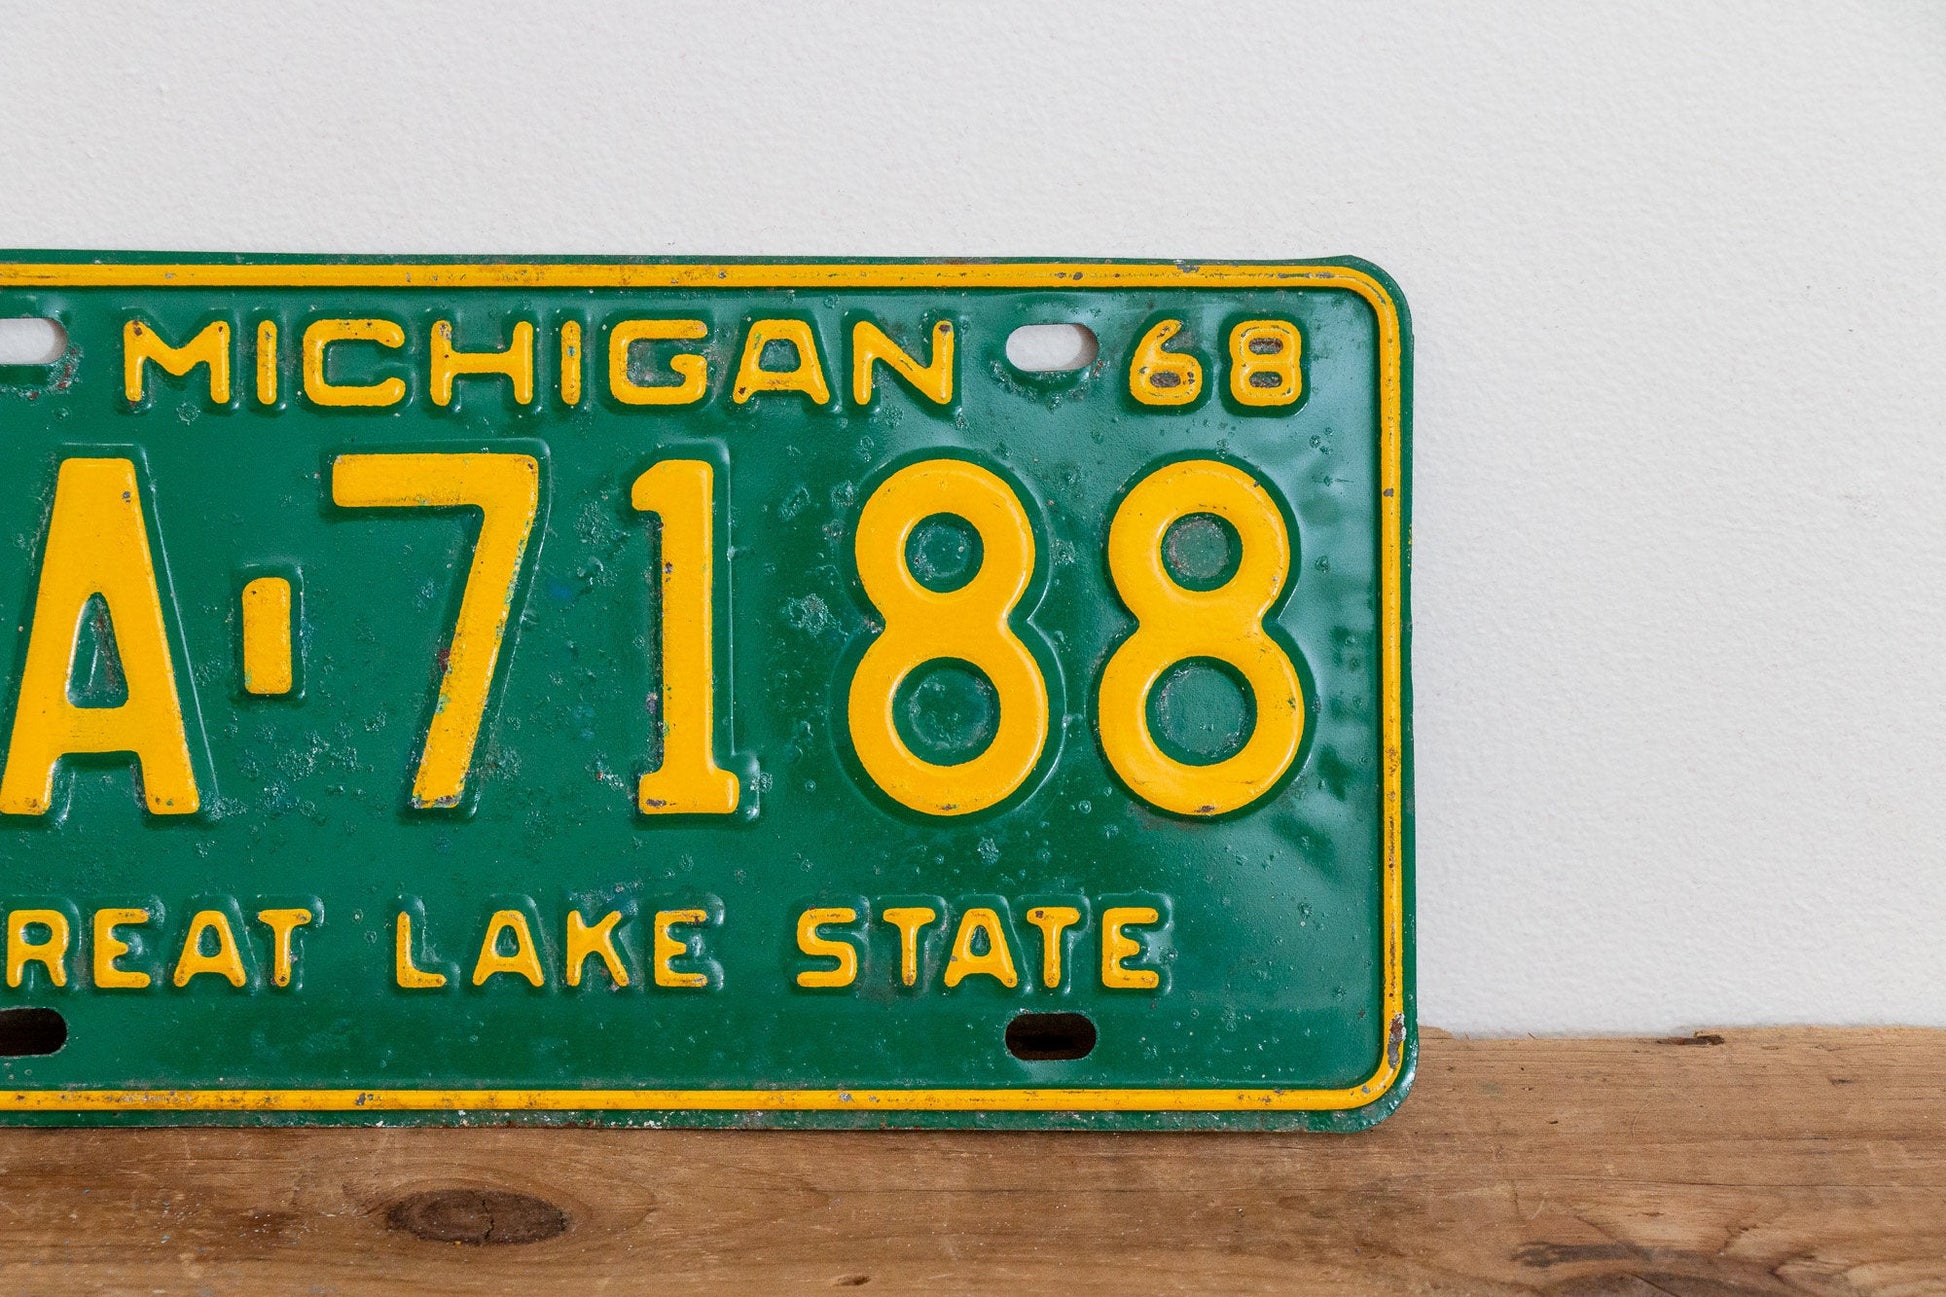 MICHIGAN 68
A-7188
REAT LAKE STATE